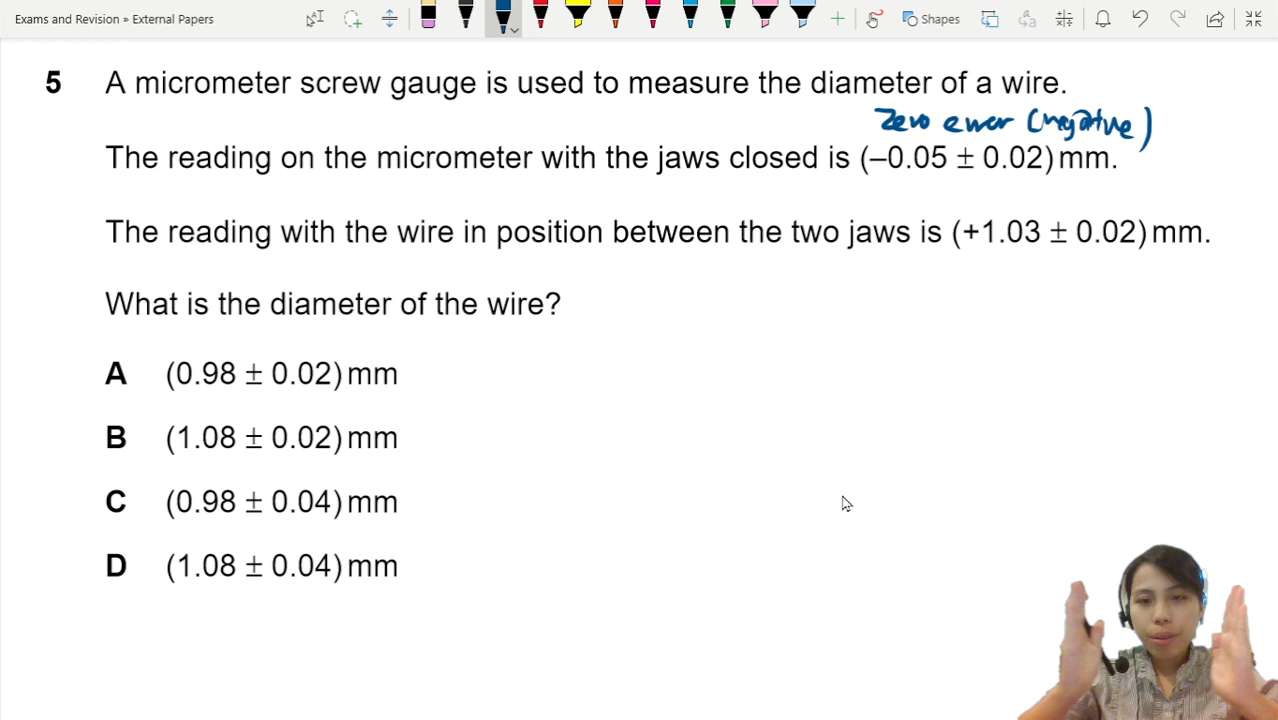 Exams and Revision » External Papers
Shapes
5 A micrometer screw gauge is used to measure the diameter of a wire.
Zero error (negative)
The reading on the micrometer with the jaws closed is (–0.05 ± 0.02) mm.
The reading with the wire in position between the two jaws is (+1.03 ± 0.02) mm.
What is the diameter of the wire?
A (0.98 ± 0.02) mm
B (1.08 ± 0.02) mm
C (0.98 ± 0.04) mm
D (1.08 ± 0.04) mm